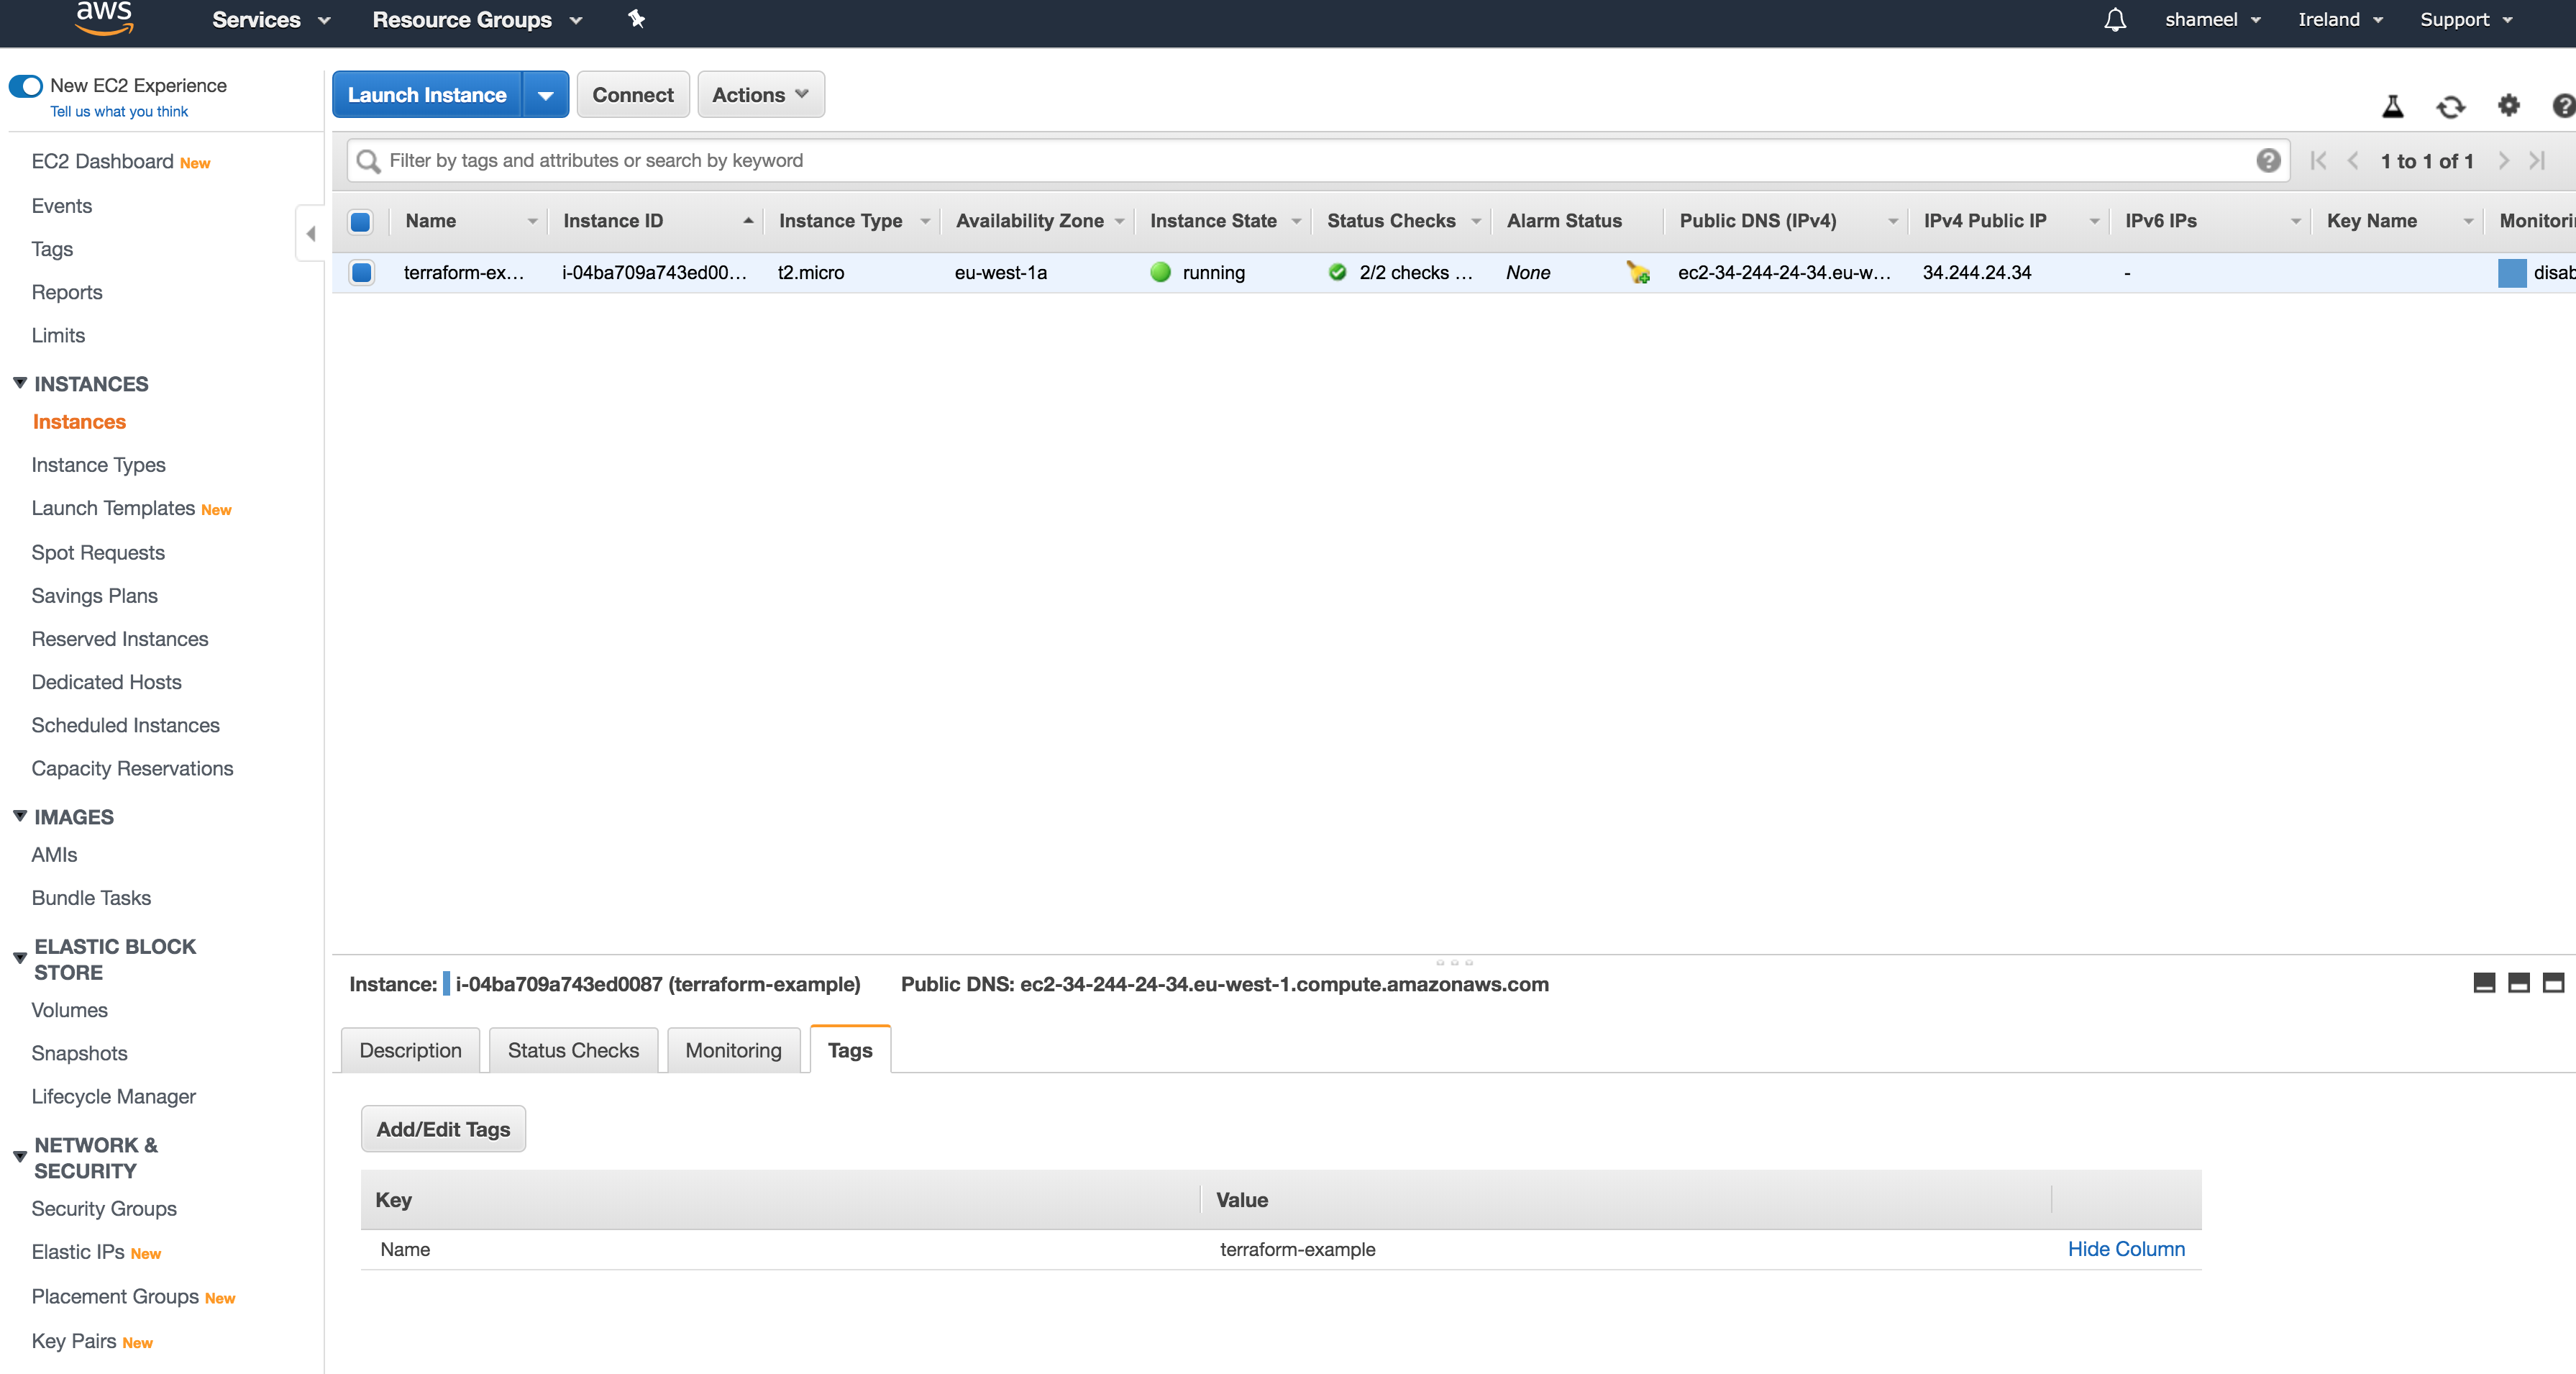 aws Services Resource Groups shameel Ireland Support
New EC2 Experience
Tell us what you think
EC2 Dashboard New
Events
Tags
Reports
Limits
INSTANCES
Instances
Instance Types
Launch Templates New
Spot Requests
Savings Plans
Reserved Instances
Dedicated Hosts
Scheduled Instances
Capacity Reservations
IMAGES
AMIs
Bundle Tasks
ELASTIC BLOCK
STORE
Volumes
Snapshots
Lifecycle Manager
NETWORK &
SECURITY
Security Groups
Elastic IPs New
Placement Groups New
Key Pairs New
Launch Instance Connect Actions
Filter by tags and attributes or search by keyword 1 to 1 of 1
Name Instance ID Instance Type Availability Zone Instance State Status Checks Alarm Status Public DNS (IPv4) IPv4 Public IP IPv6 IPs Key Name Monitori
terraform-ex... i-04ba709a743ed00... t2.micro eu-west-1a running 2/2 checks ... None ec2-34-244-24-34.eu-w... 34.244.24.34 - disab
Instance: i-04ba709a743ed0087 (terraform-example) Public DNS: ec2-34-244-24-34.eu-west-1.compute.amazonaws.com
Description Status Checks Monitoring Tags
Add/Edit Tags
Key Value
Name terraform-example Hide Column